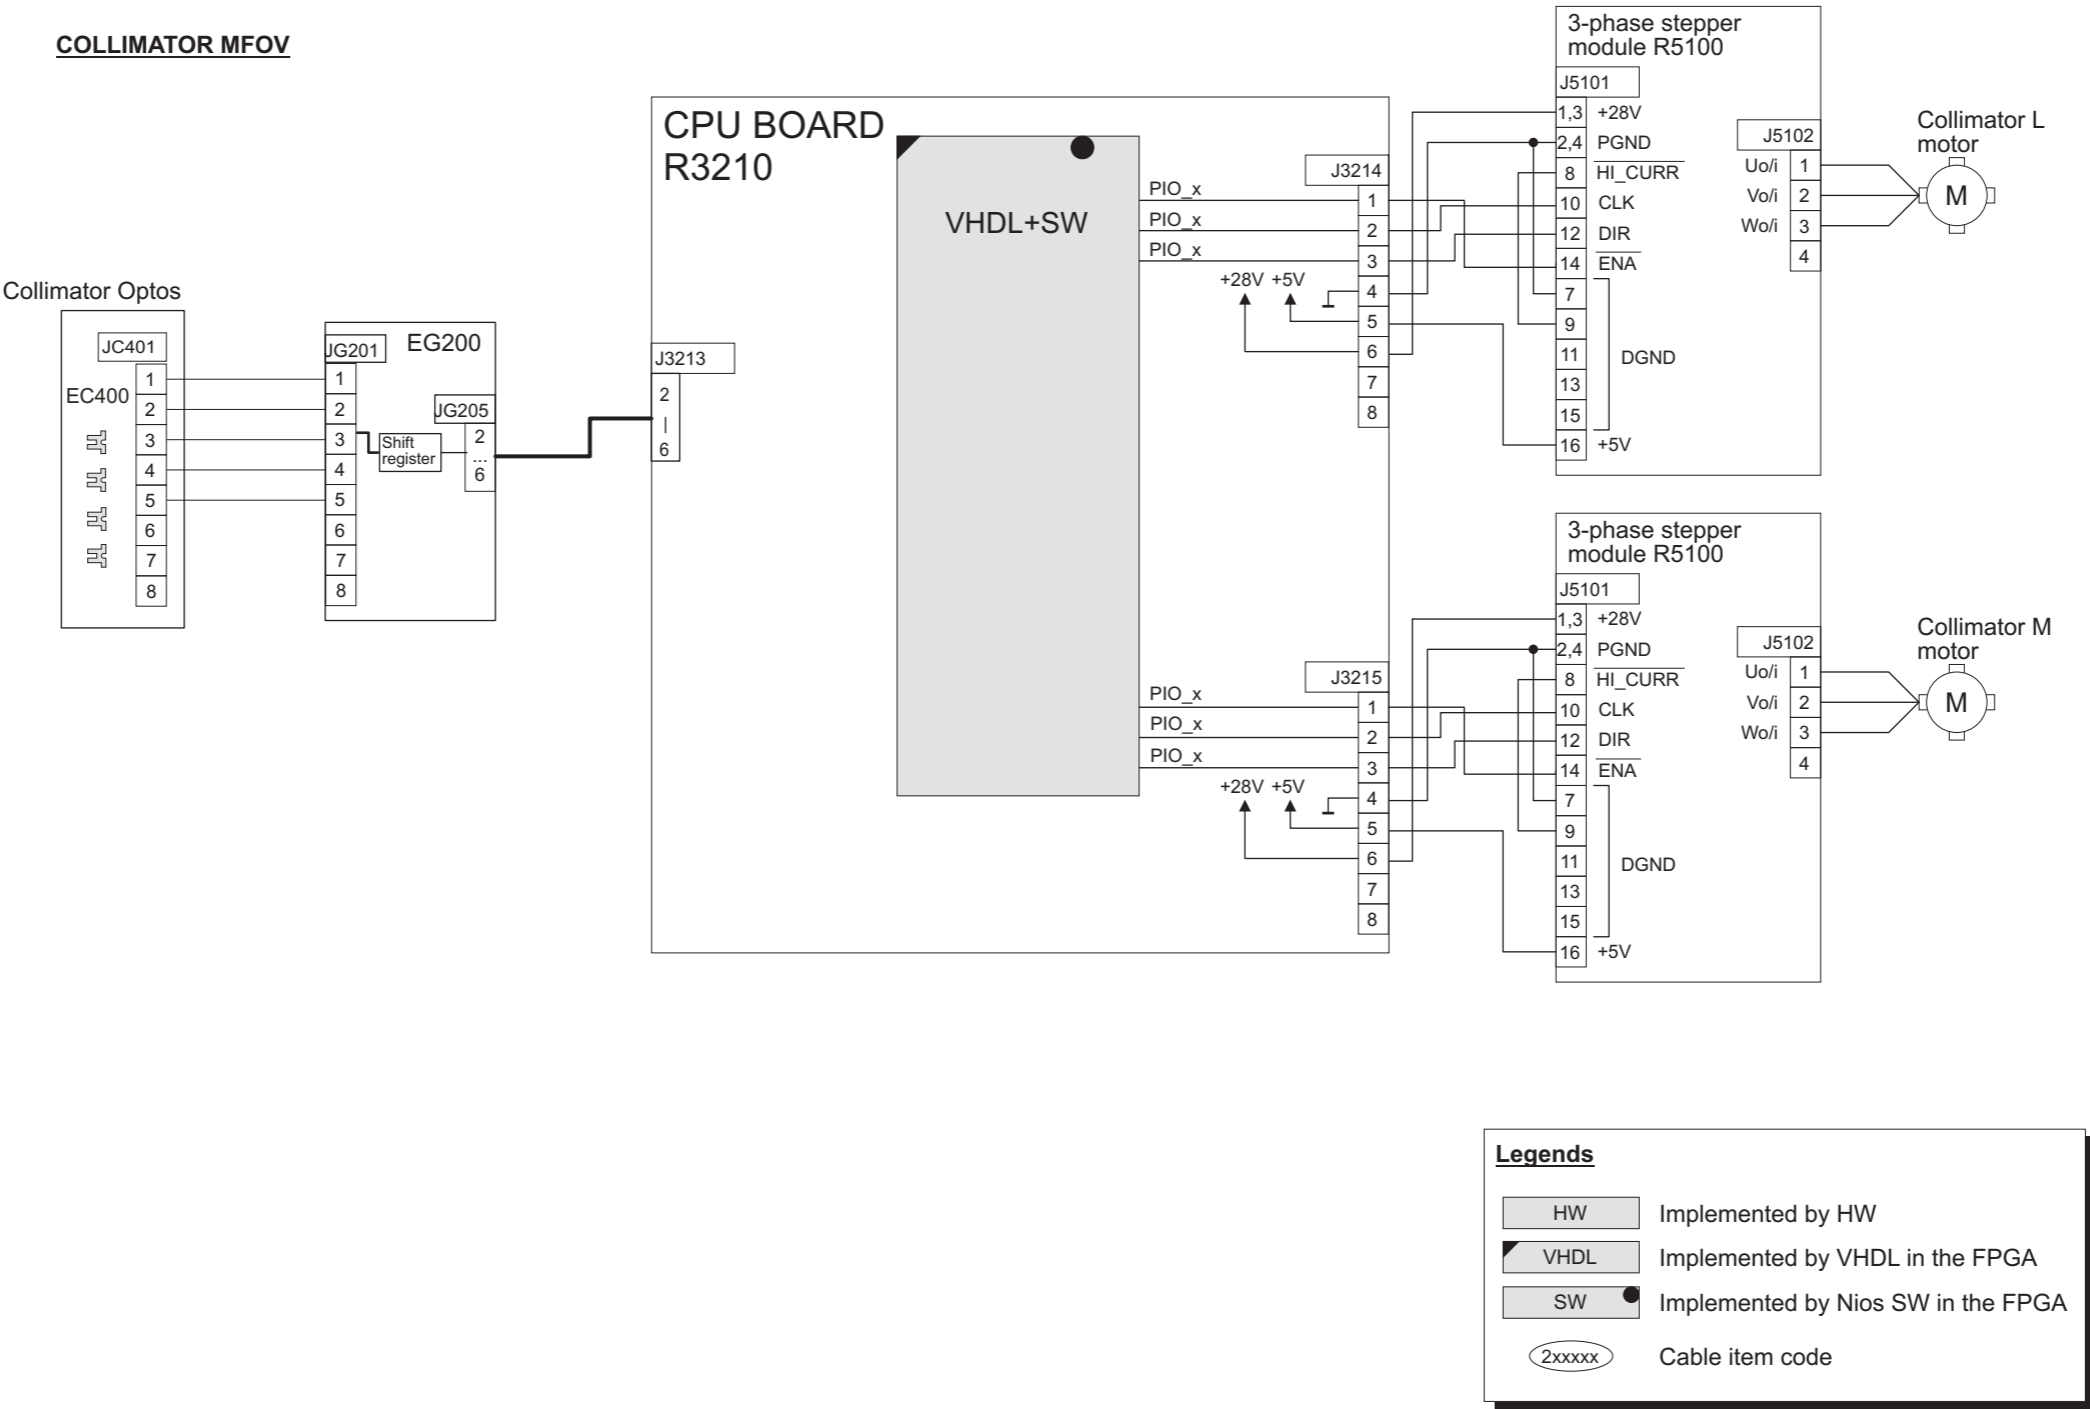 COLLIMATOR MFOV
Collimator Optos
JC401
EC400
1
2
3
4
5
6
7
8
JG201
EG200
1
2
3
4
5
6
7
8
Shift
register
JG205
2
...
6
CPU BOARD
R3210
J3213
2
|
6
VHDL+SW
PIO_x
PIO_x
PIO_x
+28V +5V
J3214
1
2
3
4
5
6
7
8
PIO_x
PIO_x
PIO_x
+28V +5V
J3215
1
2
3
4
5
6
7
8
3-phase stepper
module R5100
J5101
1,3 +28V
2,4 PGND
8 HI_CURR
10 CLK
12 DIR
14 ENA
7
9
11 DGND
13
15
16 +5V
J5102
Uo/i 1
Vo/i 2
Wo/i 3
4
Collimator L
motor
M
3-phase stepper
module R5100
J5101
1,3 +28V
2,4 PGND
8 HI_CURR
10 CLK
12 DIR
14 ENA
7
9
11 DGND
13
15
16 +5V
J5102
Uo/i 1
Vo/i 2
Wo/i 3
4
Collimator M
motor
M
Legends
HW Implemented by HW
VHDL Implemented by VHDL in the FPGA
SW Implemented by Nios SW in the FPGA
2xxxxx Cable item code